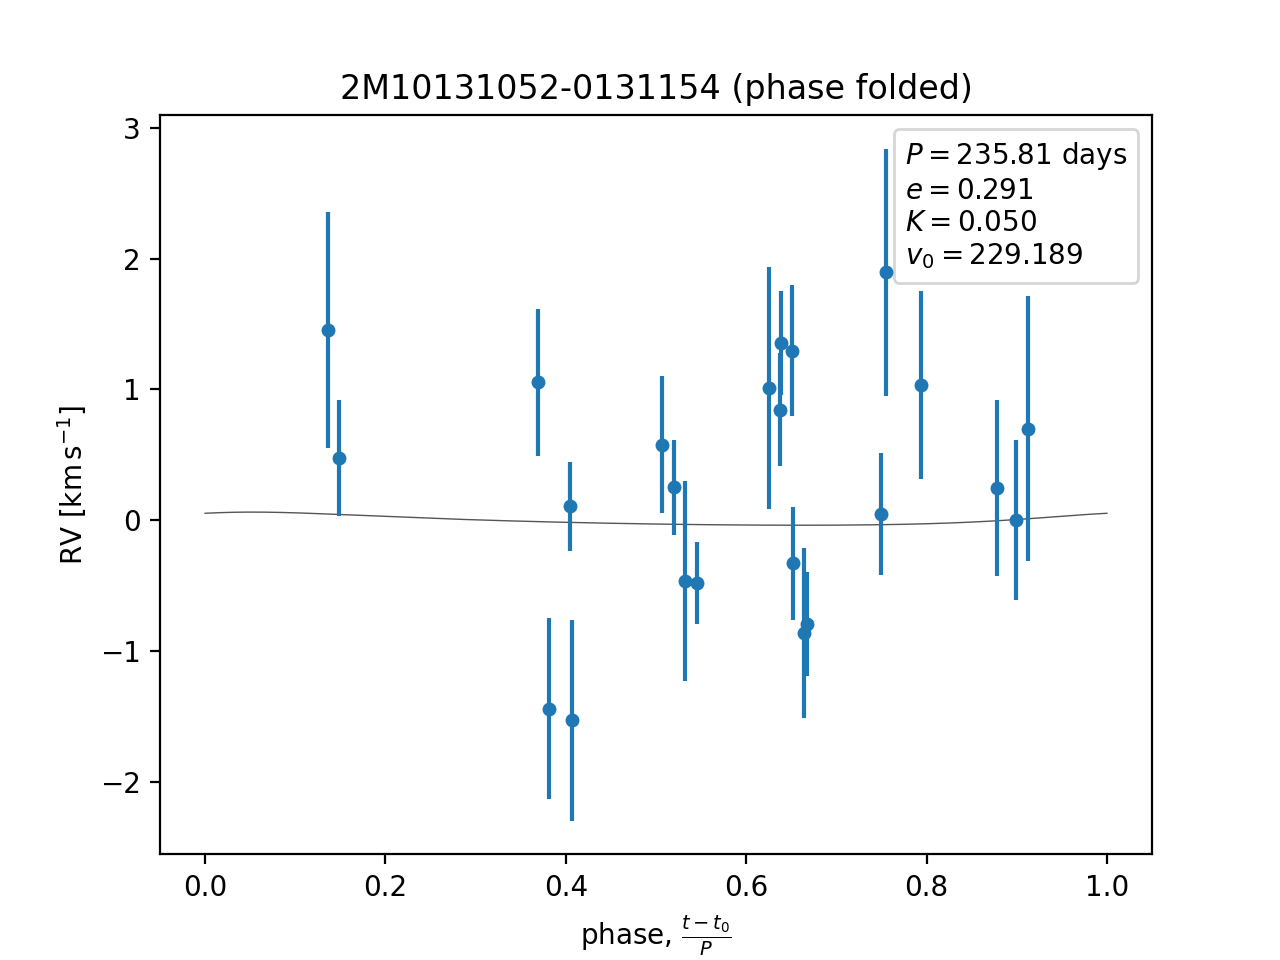 2M10131052-0131154 (phase folded)
P = 235.81 days
e = 0.291
K = 0.050
v₀ = 229.189
3
2
1
0
−1
−2
RV [km s⁻¹]
0.0 0.2 0.4 0.6 0.8 1.0
phase, (t − t₀)/P